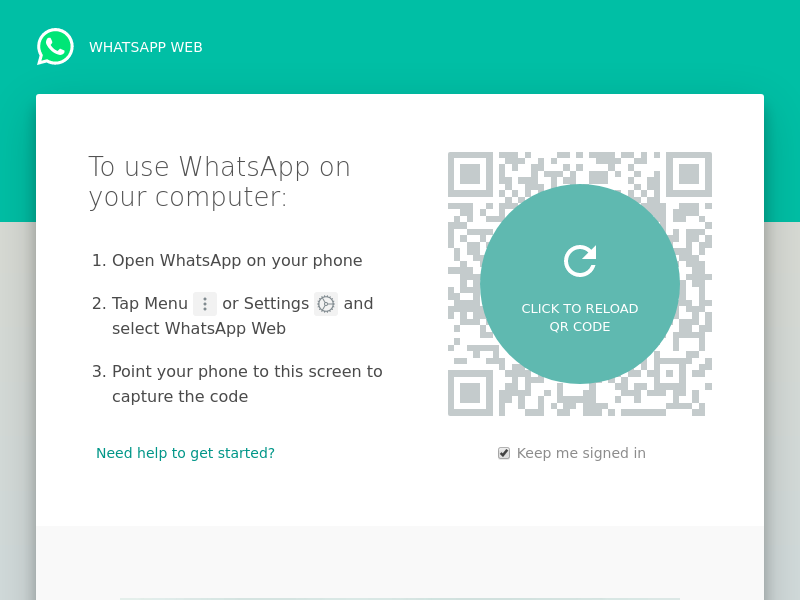 WHATSAPP WEB
To use WhatsApp on
your computer:
1. Open WhatsApp on your phone
2. Tap Menu or Settings and
select WhatsApp Web
3. Point your phone to this screen to
capture the code
Need help to get started?
CLICK TO RELOAD
QR CODE
Keep me signed in